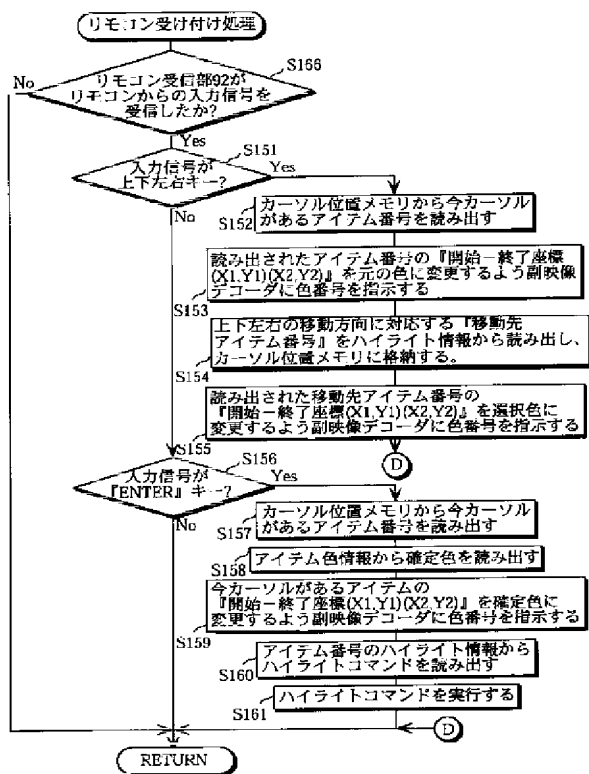 リモコン受け付け処理
S166
No
リモコン受信部92が
リモコンからの入力信号を
受信したか?
Yes
S151
入力信号が
上下左右キー?
Yes
No
カーソル位置メモリから今カーソル
があるアイテム番号を読み出す
S152
読み出されたアイテム番号の『開始－終了座標
(X1,Y1)(X2,Y2)』を元の色に変更するよう副映像
デコーダに色番号を指示する
S153
上下左右の移動方向に対応する『移動先
アイテム番号』をハイライト情報から読み出し、
カーソル位置メモリに格納する。
S154
読み出された移動先アイテム番号の
『開始－終了座標(X1,Y1)(X2,Y2)』を選択色に
変更するよう副映像デコーダに色番号を指示する
S155
D
S156
入力信号が
『ENTER』キー?
Yes
No
カーソル位置メモリから今カーソル
があるアイテム番号を読み出す
S157
アイテム色情報から確定色を読み出す
S158
今カーソルがあるアイテムの
『開始－終了座標(X1,Y1)(X2,Y2)』を確定色に
変更するよう副映像デコーダに色番号を指示する
S159
アイテム番号のハイライト情報から
ハイライトコマンドを読み出す
S160
ハイライトコマンドを実行する
S161
D
RETURN